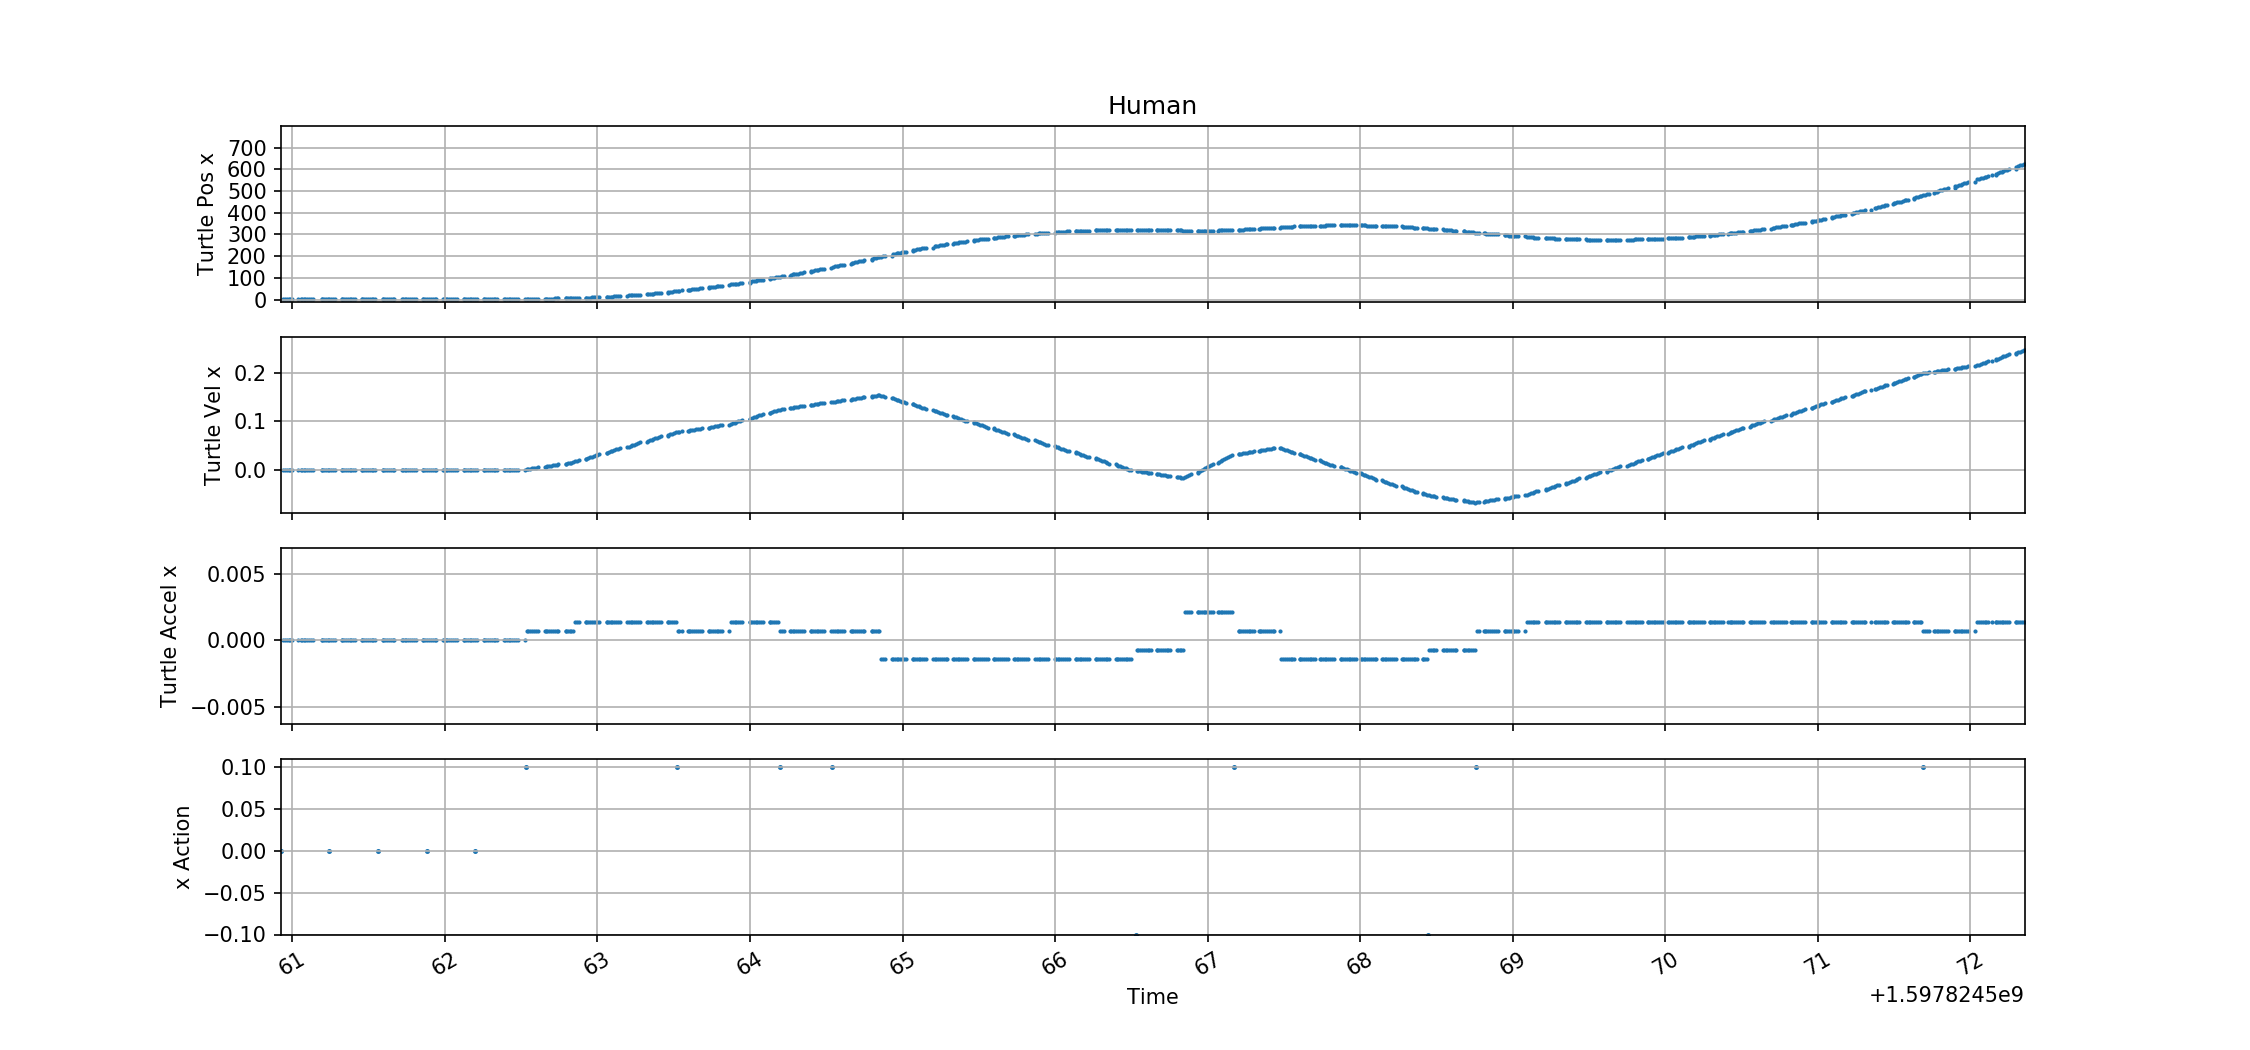 Human
Turtle Pos x
700
600
500
400
300
200
100
0
Turtle Vel x
0.2
0.1
0.0
Turtle Accel x
0.005
0.000
−0.005
x Action
0.10
0.05
0.00
−0.05
−0.10
61 62 63 64 65 66 67 68 69 70 71 72
Time
+1.5978245e9